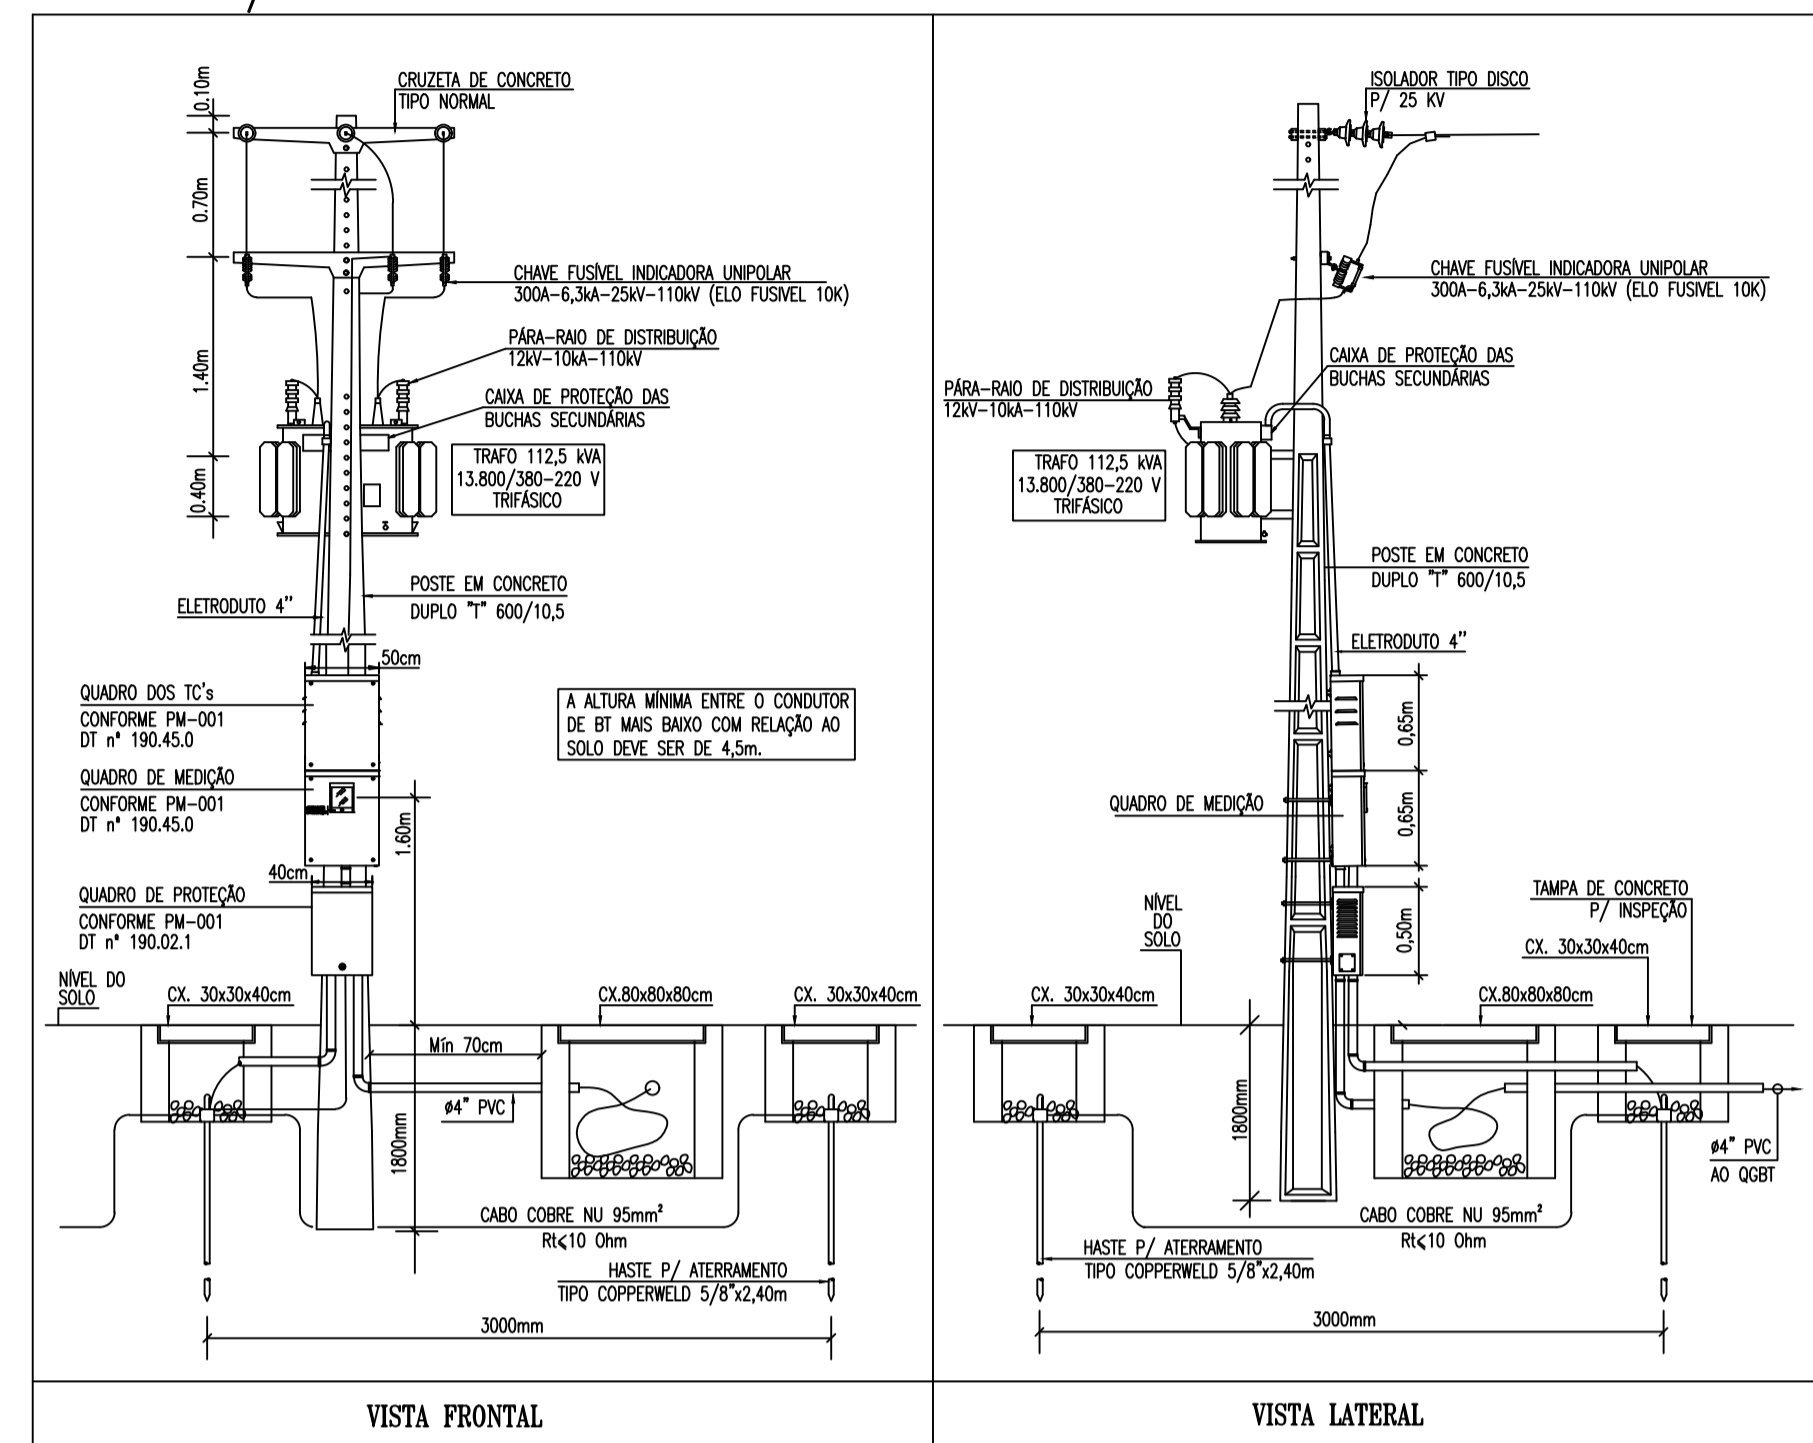 0.10m
CRUZETA DE CONCRETO
TIPO NORMAL
0.70m
CHAVE FUSÍVEL INDICADORA UNIPOLAR
300A-6,3kA-25kV-110kV (ELO FUSIVEL 10K)
PÁRA-RAIO DE DISTRIBUIÇÃO
12kV-10kA-110kV
1.40m
CAIXA DE PROTEÇÃO DAS
BUCHAS SECUNDÁRIAS
TRAFO 112,5 kVA
13.800/380-220 V
TRIFÁSICO
0.40m
POSTE EM CONCRETO
DUPLO "T" 600/10,5
ELETRODUTO 4''
50cm
QUADRO DOS TC's
CONFORME PM-001
DT nº 190.45.0
A ALTURA MÍNIMA ENTRE O CONDUTOR
DE BT MAIS BAIXO COM RELAÇÃO AO
SOLO DEVE SER DE 4,5m.
QUADRO DE MEDIÇÃO
CONFORME PM-001
DT nº 190.45.0
1.60m
40cm
QUADRO DE PROTEÇÃO
CONFORME PM-001
DT nº 190.02.1
NÍVEL DO
SOLO
CX. 30x30x40cm
CX.80x80x80cm
CX. 30x30x40cm
Mín 70cm
ø4" PVC
1800mm
CABO COBRE NU 95mm²
Rt⩽10 Ohm
HASTE P/ ATERRAMENTO
TIPO COPPERWELD 5/8"x2,40m
3000mm
VISTA FRONTAL
ISOLADOR TIPO DISCO
P/ 25 KV
CHAVE FUSÍVEL INDICADORA UNIPOLAR
300A-6,3kA-25kV-110kV (ELO FUSIVEL 10K)
CAIXA DE PROTEÇÃO DAS
BUCHAS SECUNDÁRIAS
PÁRA-RAIO DE DISTRIBUIÇÃO
12kV-10kA-110kV
TRAFO 112,5 kVA
13.800/380-220 V
TRIFÁSICO
POSTE EM CONCRETO
DUPLO "T" 600/10,5
ELETRODUTO 4''
0,65m
QUADRO DE MEDIÇÃO
0,65m
0,50m
NÍVEL
DO
SOLO
TAMPA DE CONCRETO
P/ INSPEÇÃO
CX. 30x30x40cm
CX. 30x30x40cm
CX.80x80x80cm
1800mm
ø4" PVC
AO QGBT
CABO COBRE NU 95mm²
Rt⩽10 Ohm
HASTE P/ ATERRAMENTO
TIPO COPPERWELD 5/8"x2,40m
3000mm
VISTA LATERAL